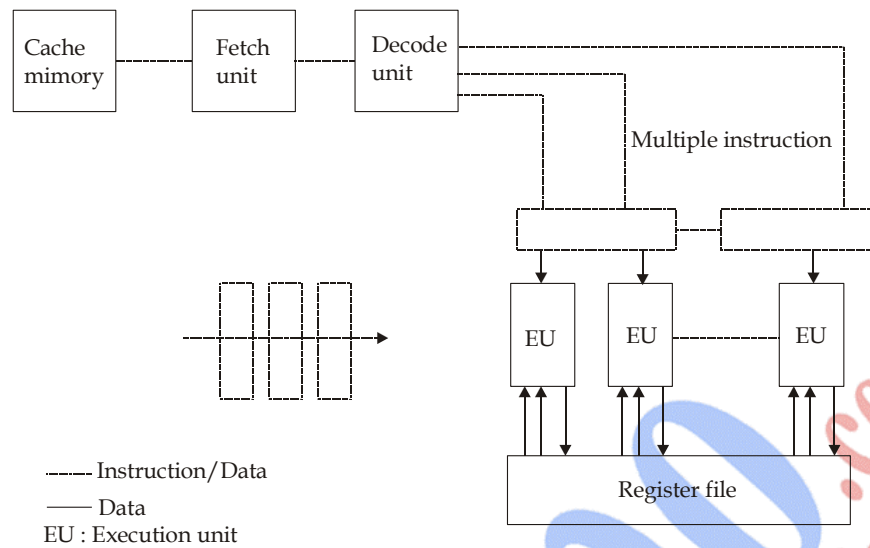 Cache
mimory
Fetch
unit
Decode
unit
Multiple instruction
EU
EU
EU
Register file
Instruction/Data
Data
EU : Execution unit